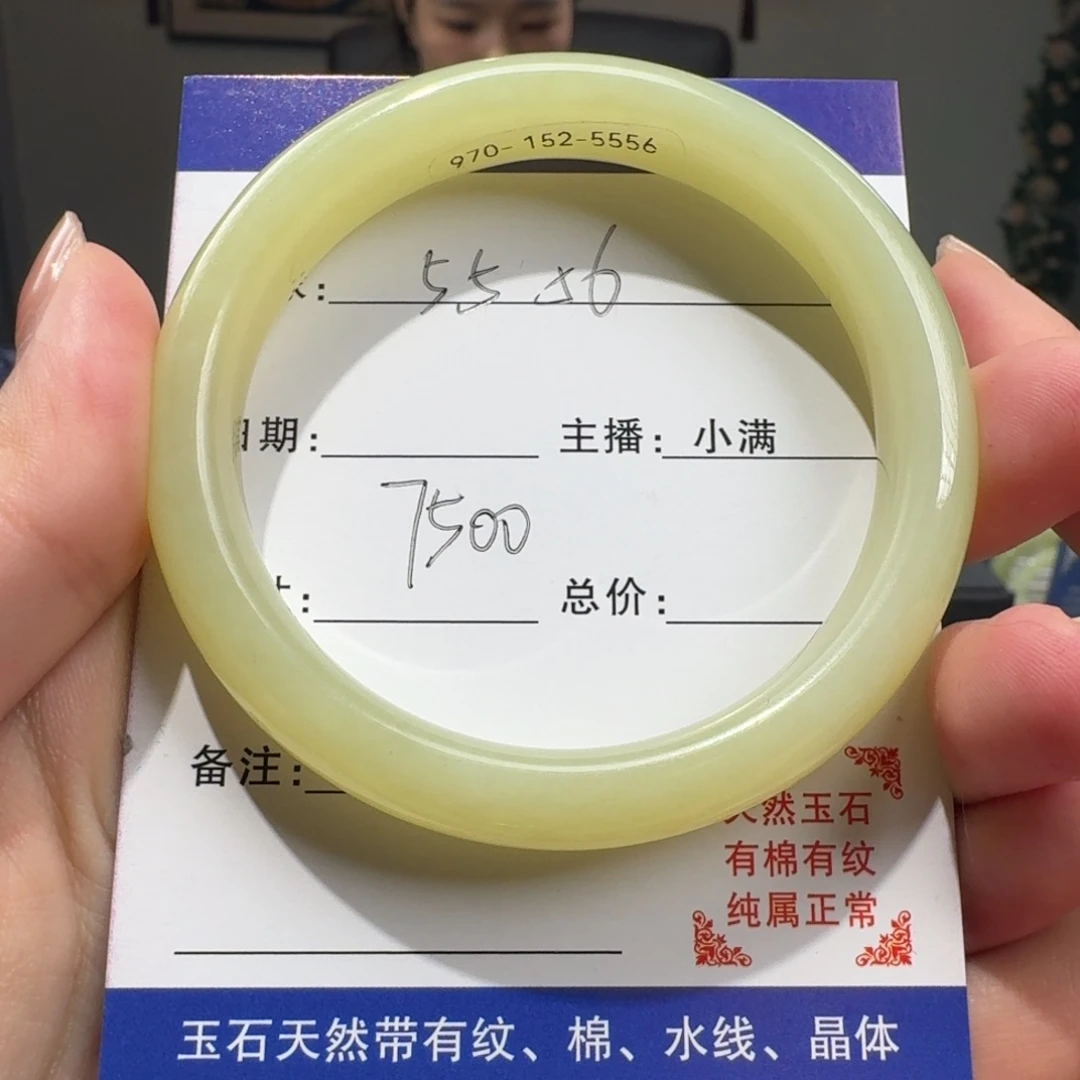 970-152-5556
55 56
日期: 主播: 小满
7500
总价:
备注:
天然玉石
有棉有纹
纯属正常
玉石天然带有纹、棉、水线、晶体